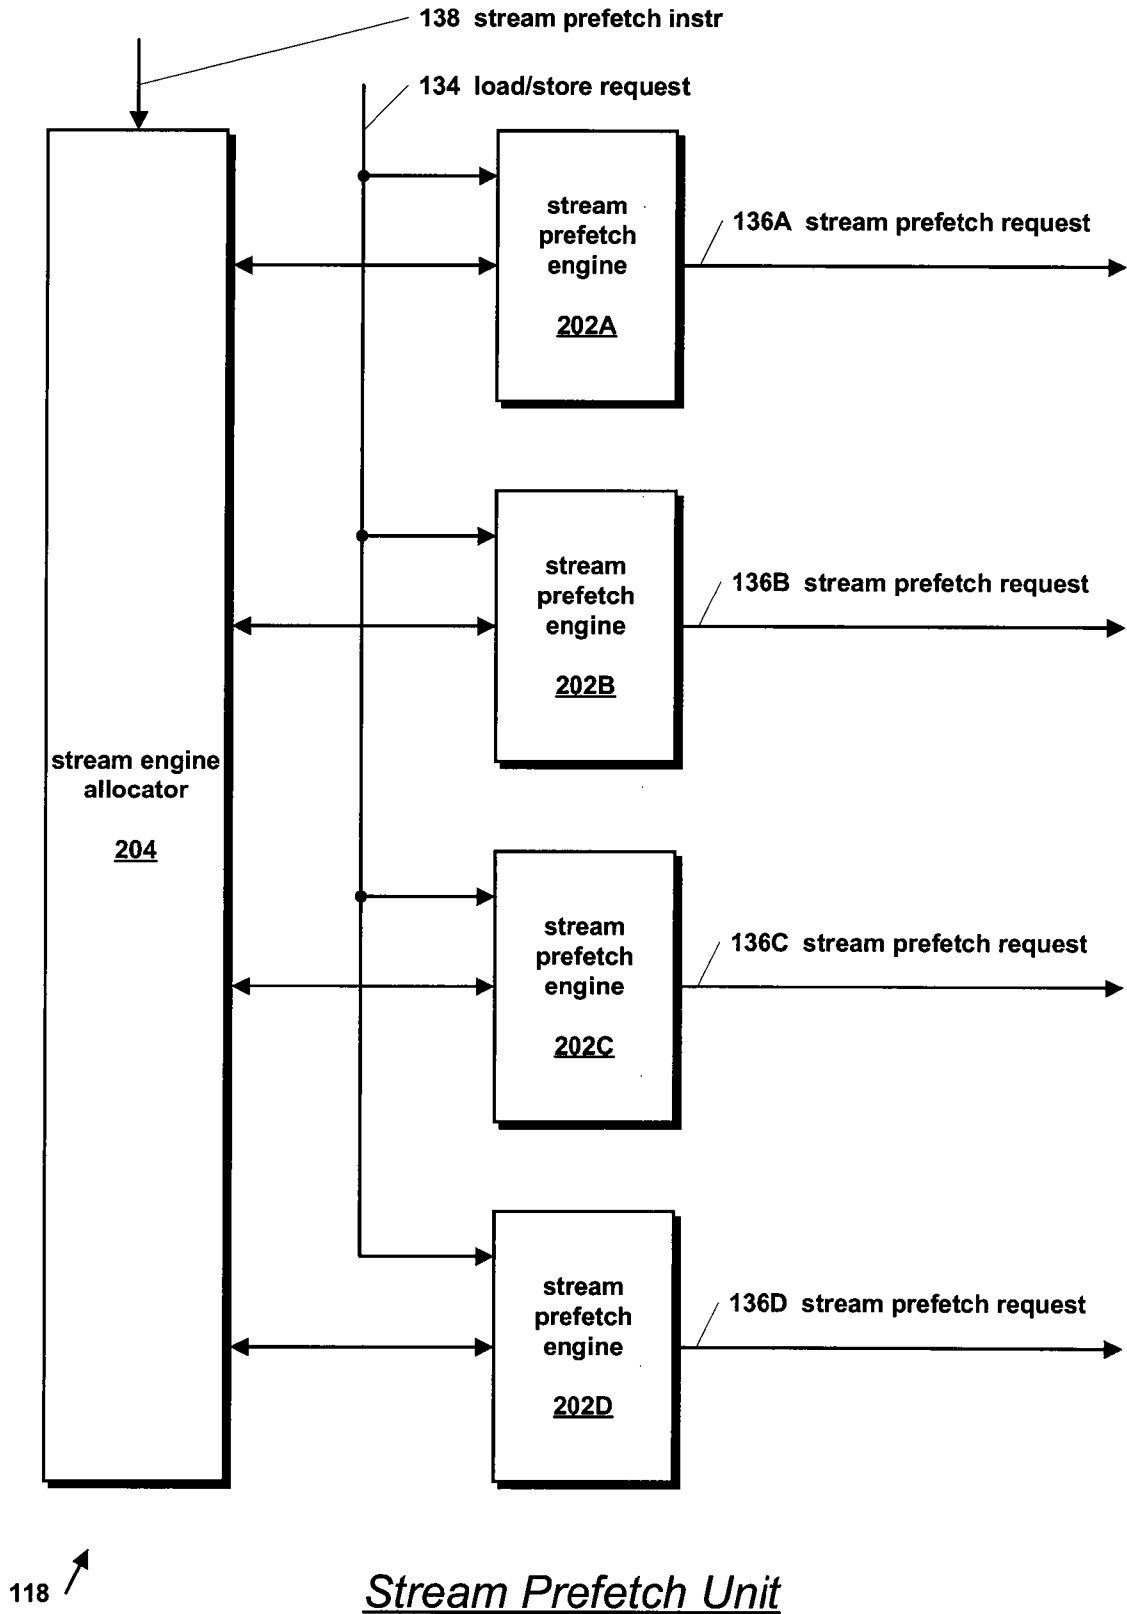 138 stream prefetch instr
134 load/store request
stream
prefetch
engine
202A
136A stream prefetch request
stream
prefetch
engine
202B
136B stream prefetch request
stream engine
allocator
204
stream
prefetch
engine
202C
136C stream prefetch request
stream
prefetch
engine
202D
136D stream prefetch request
118
Stream Prefetch Unit